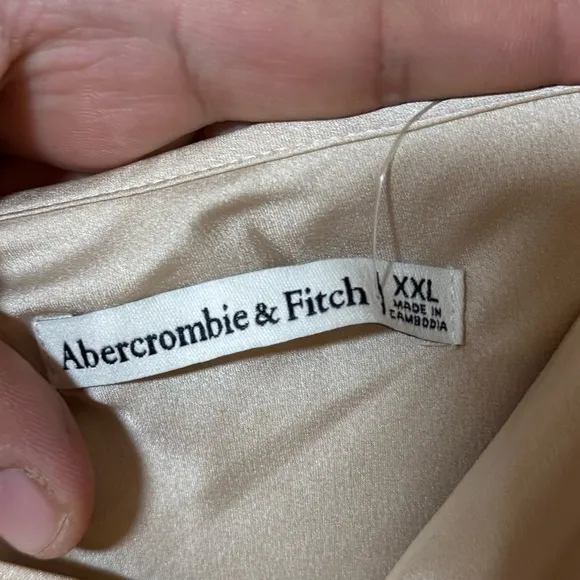 Abercrombie & Fitch
XXL
MADE IN
CAMBODIA